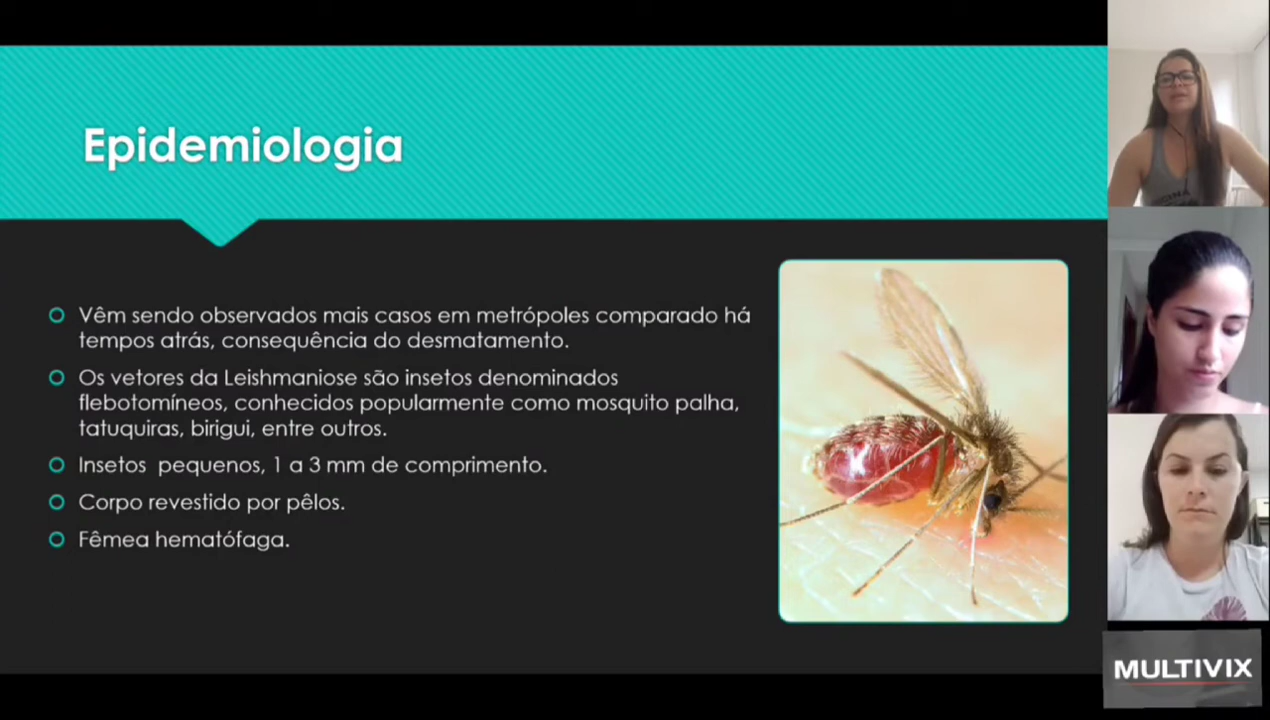 Epidemiologia
Vêm sendo observados mais casos em metrópoles comparado há
tempos atrás, consequência do desmatamento.
Os vetores da Leishmaniose são insetos denominados
flebotomíneos, conhecidos popularmente como mosquito palha,
tatuquiras, birigui, entre outros.
Insetos pequenos, 1 a 3 mm de comprimento.
Corpo revestido por pêlos.
Fêmea hematófaga.
MULTIVIX